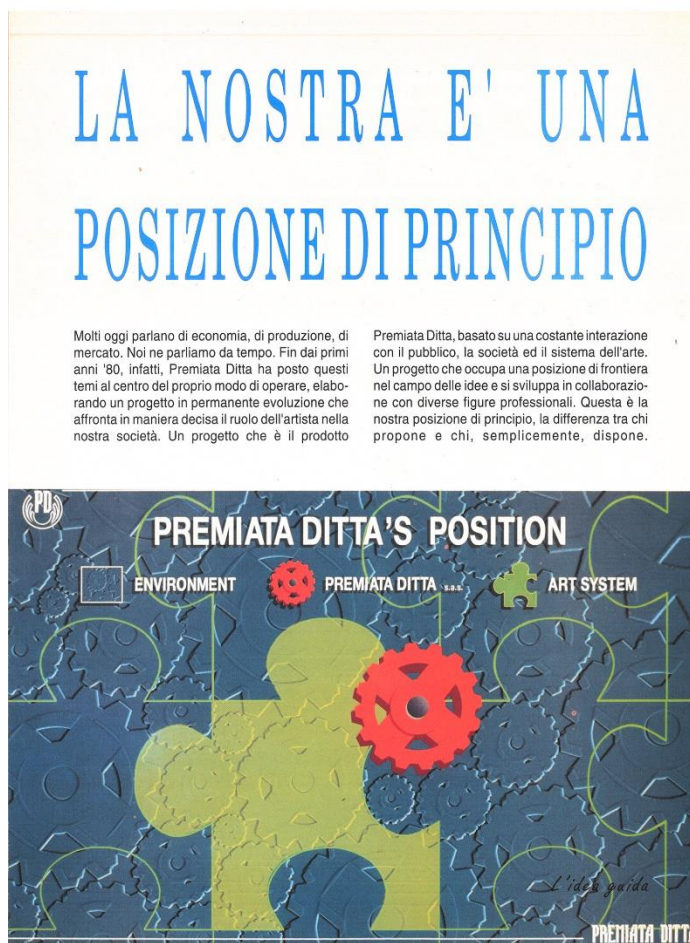 LA NOSTRA E' UNA
POSIZIONE DI PRINCIPIO
Molti oggi parlano di economia, di produzione, di
mercato. Noi ne parliamo da tempo. Fin dai primi
anni '80, infatti, Premiata Ditta ha posto questi
temi al centro del proprio modo di operare, elabo-
rando un progetto in permanente evoluzione che
affronta in maniera decisa il ruolo dell'artista nella
nostra società. Un progetto che è il prodotto
Premiata Ditta, basato su una costante interazione
con il pubblico, la società ed il sistema dell'arte.
Un progetto che occupa una posizione di frontiera
nel campo delle idee e si sviluppa in collaborazio-
ne con diverse figure professionali. Questa è la
nostra posizione di principio, la differenza tra chi
propone e chi, semplicemente, dispone.
PD
PREMIATA DITTA'S POSITION
ENVIRONMENT
PREMIATA DITTA s.a.s.
ART SYSTEM
L'idea guida
PREMIATA DITT